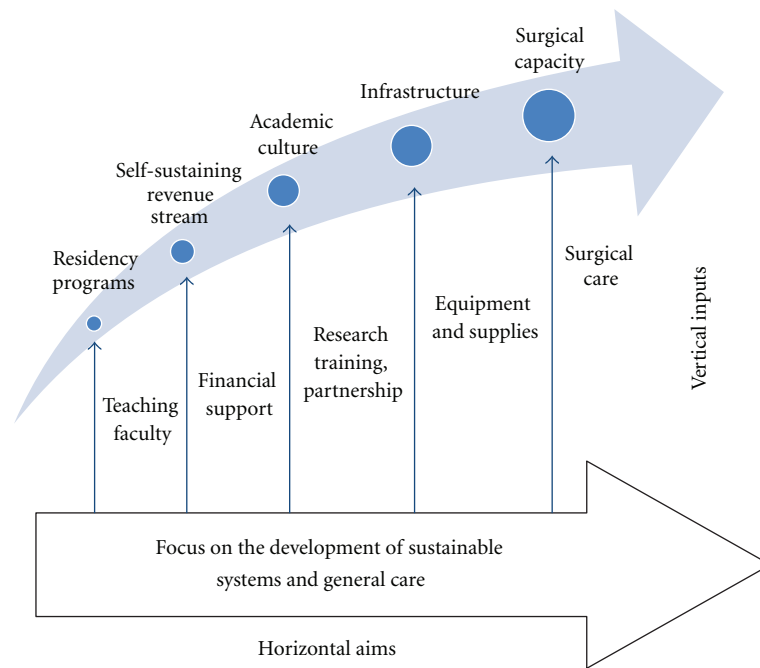 Surgical
capacity
Infrastructure
Academic
culture
Self-sustaining
revenue
stream
Residency
programs
Surgical
care
Equipment
and supplies
Research
training,
partnership
Financial
support
Teaching
faculty
Vertical inputs
Focus on the development of sustainable
systems and general care
Horizontal aims